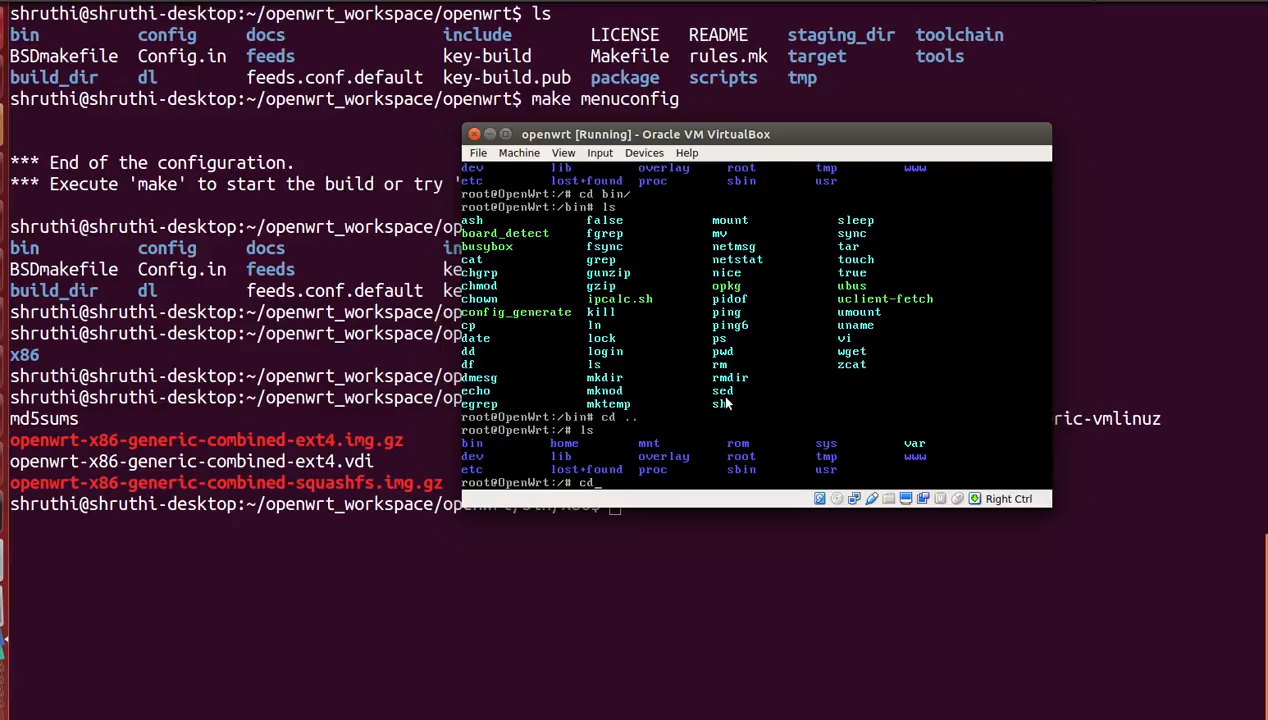 shruthi@shruthi-desktop:~/openwrt_workspace/openwrt$ ls
bin config docs include LICENSE README staging_dir toolchain
BSDmakefile Config.in feeds key-build Makefile rules.mk target tools
build_dir dl feeds.conf.default key-build.pub package scripts tmp
shruthi@shruthi-desktop:~/openwrt_workspace/openwrt$ make menuconfig
*** End of the configuration.
*** Execute 'make' to start the build or try '
shruthi@shruthi-desktop:~/openwrt_workspace/op
bin config docs in
BSDmakefile Config.in feeds ke
build_dir dl feeds.conf.default ke
shruthi@shruthi-desktop:~/openwrt_workspace/op
shruthi@shruthi-desktop:~/openwrt_workspace/op
x86
shruthi@shruthi-desktop:~/openwrt_workspace/op
shruthi@shruthi-desktop:~/openwrt_workspace/op
md5sums ric-vmlinuz
openwrt-x86-generic-combined-ext4.img.gz
openwrt-x86-generic-combined-ext4.vdi
openwrt-x86-generic-combined-squashfs.img.gz
shruthi@shruthi-desktop:~/openwrt_workspace/openwrt/bin/x86$
openwrt [Running] - Oracle VM VirtualBox
File Machine View Input Devices Help
dev lib overlay root tmp www
etc lost+found proc sbin usr
root@OpenWrt:/# cd bin/
root@OpenWrt:/bin# ls
ash false mount sleep
board_detect fgrep mv sync
busybox fsync netmsg tar
cat grep netstat touch
chgrp gunzip nice true
chmod gzip opkg ubus
chown ipcalc.sh pidof uclient-fetch
config_generate kill ping umount
cp ln ping6 uname
date lock ps vi
dd login pwd wget
df ls rm zcat
dmesg mkdir rmdir
echo mknod sed
egrep mktemp sh
root@OpenWrt:/bin# cd ..
root@OpenWrt:/# ls
bin home mnt rom sys var
dev lib overlay root tmp www
etc lost+found proc sbin usr
root@OpenWrt:/# cd_
Right Ctrl